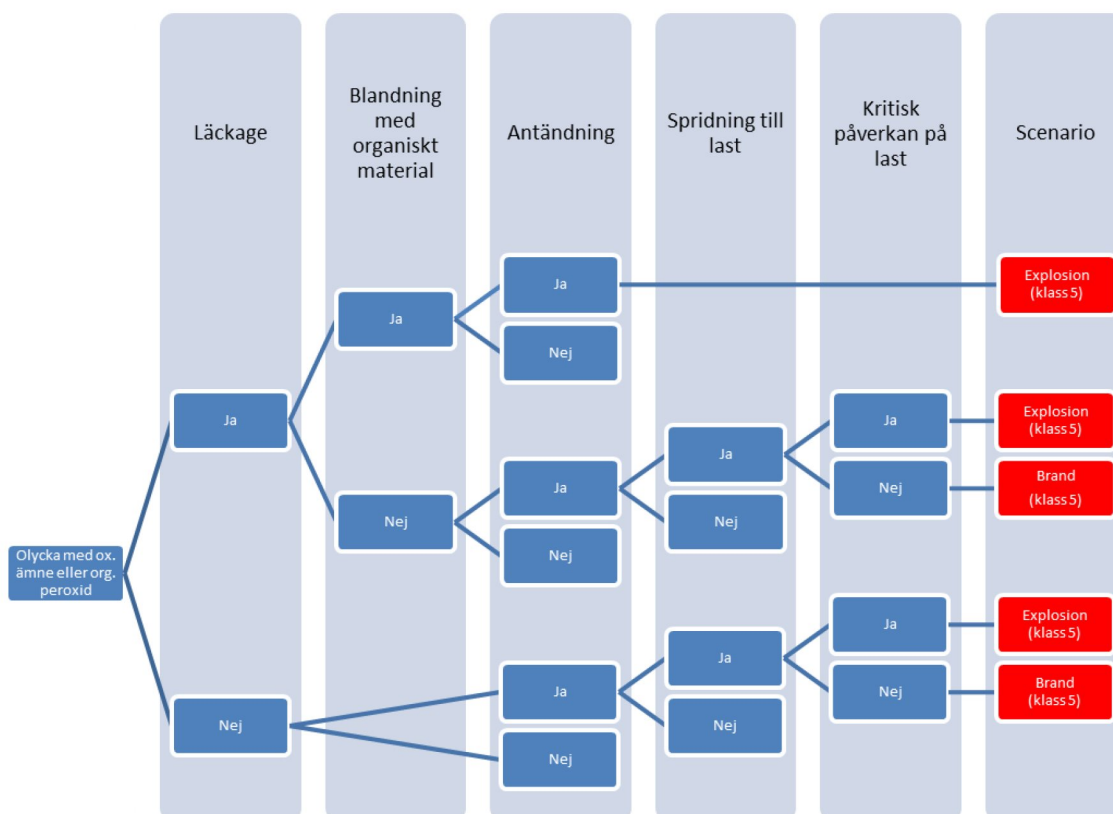 Läckage
Blandning
med
organiskt
material
Antändning
Spridning till
last
Kritisk
påverkan på
last
Scenario
Olycka med ox.
ämne eller org.
peroxid
Ja
Ja
Ja
Explosion
(klass 5)
Nej
Nej
Ja
Ja
Ja
Explosion
(klass 5)
Nej
Brand
(klass 5)
Nej
Nej
Nej
Ja
Ja
Ja
Explosion
(klass 5)
Nej
Brand
(klass 5)
Nej
Nej